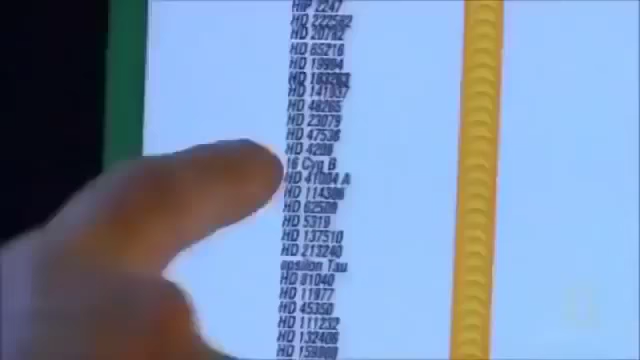 HIP 2247
HD 222582
HD 20782
HD 65216
HD 19994
HD 183263
HD 141937
HD 48265
HD 23079
HD 47536
HD 4208
16 Cyg B
HD 41004 A
HD 114386
HD 62509
HD 5319
HD 137510
HD 213240
epsilon Tau
HD 81040
HD 11977
HD 45350
HD 111232
HD 132406
HD 159868